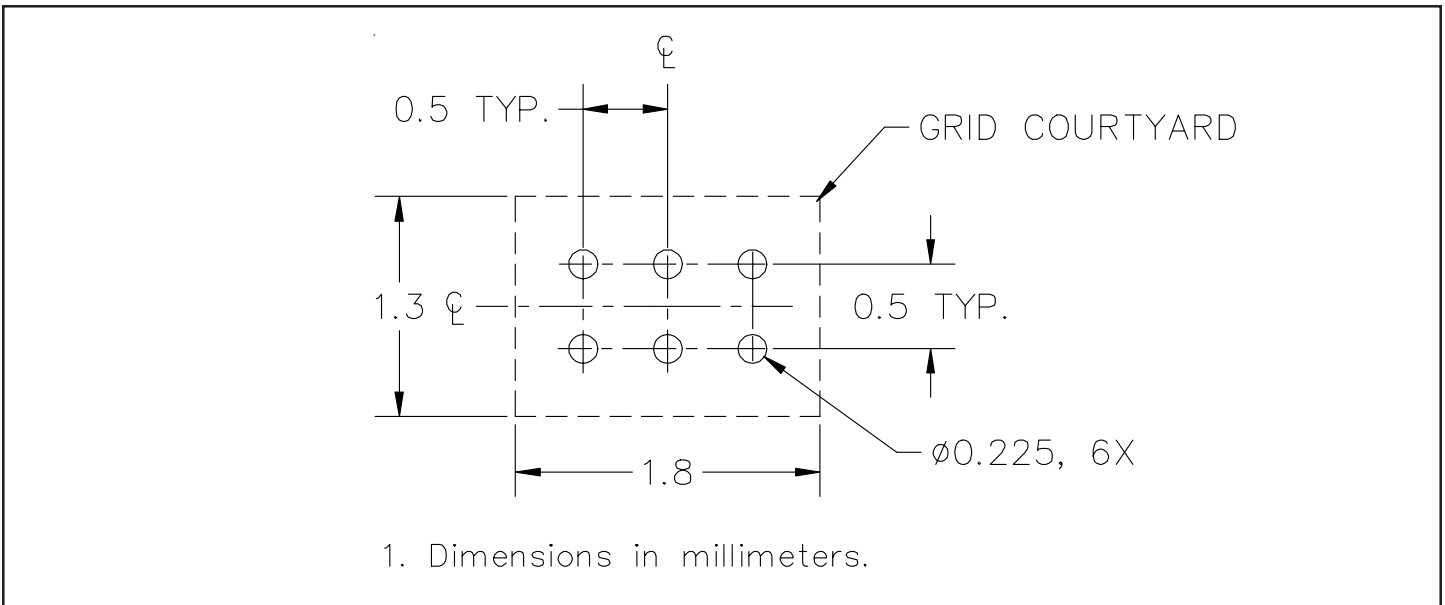 ℄
0.5 TYP.
GRID COURTYARD
1.3 ℄
0.5 TYP.
ø0.225, 6X
1.8
1. Dimensions in millimeters.